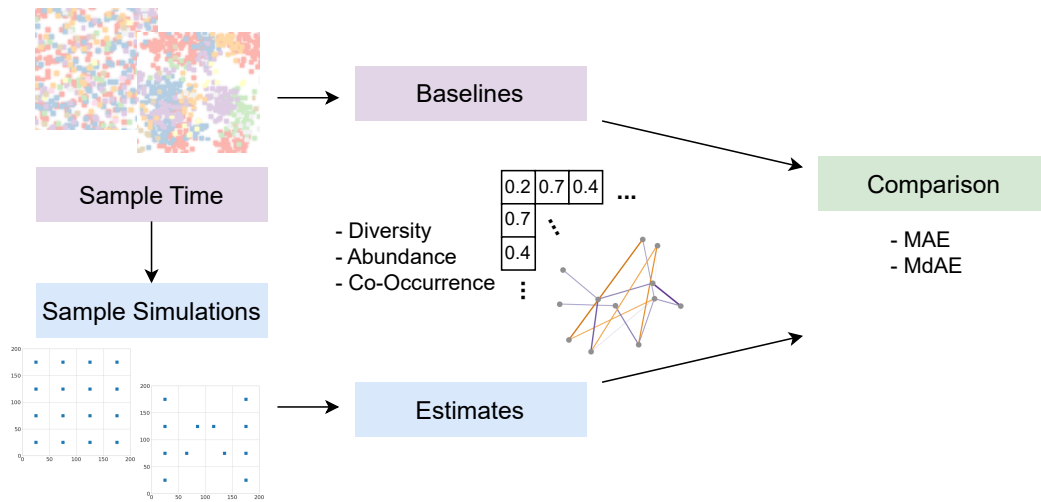 Baselines
Sample Time
Comparison
0.2 0.7 0.4 ...
0.7
0.4
- Diversity
- Abundance
- Co-Occurrence
- MAE
- MdAE
Sample Simulations
Estimates
200
150
100
50
0
0 50 100 150 200
200
150
100
50
0
0 50 100 150 200